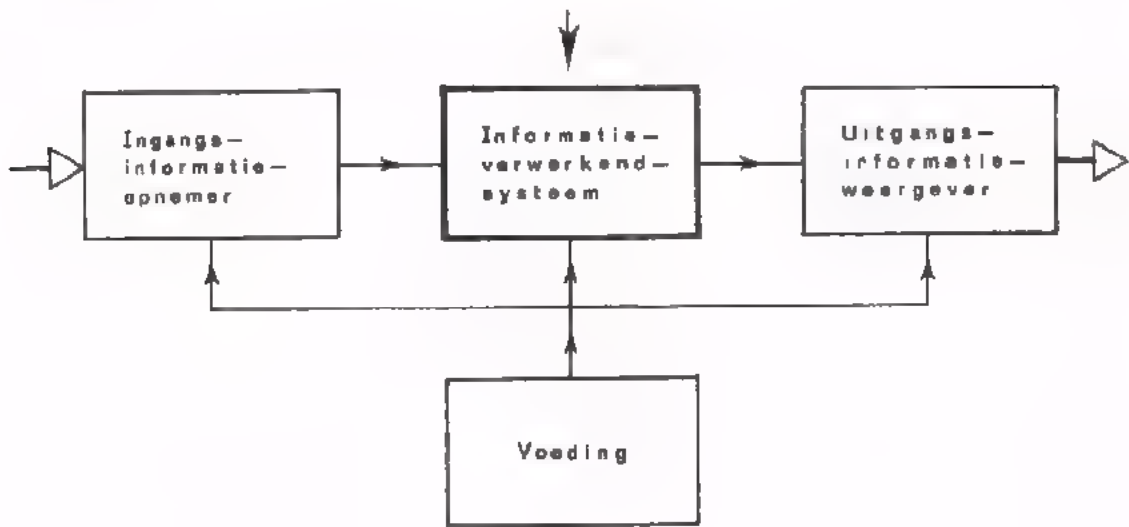 Ingangs—
informatie—
opnemer
Informatie—
verwerkend—
systeem
Uitgangs—
informatie—
weergever
Voeding